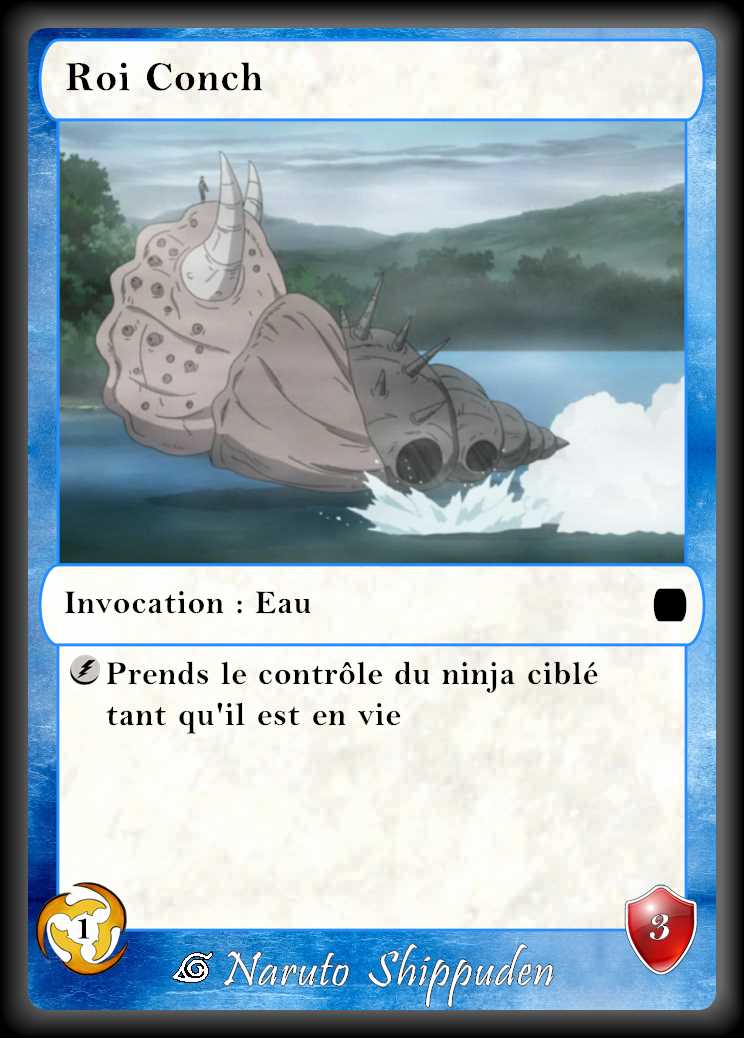 Roi Conch
Invocation : Eau
Prends le contrôle du ninja ciblé
tant qu'il est en vie
1
3
Naruto Shippuden